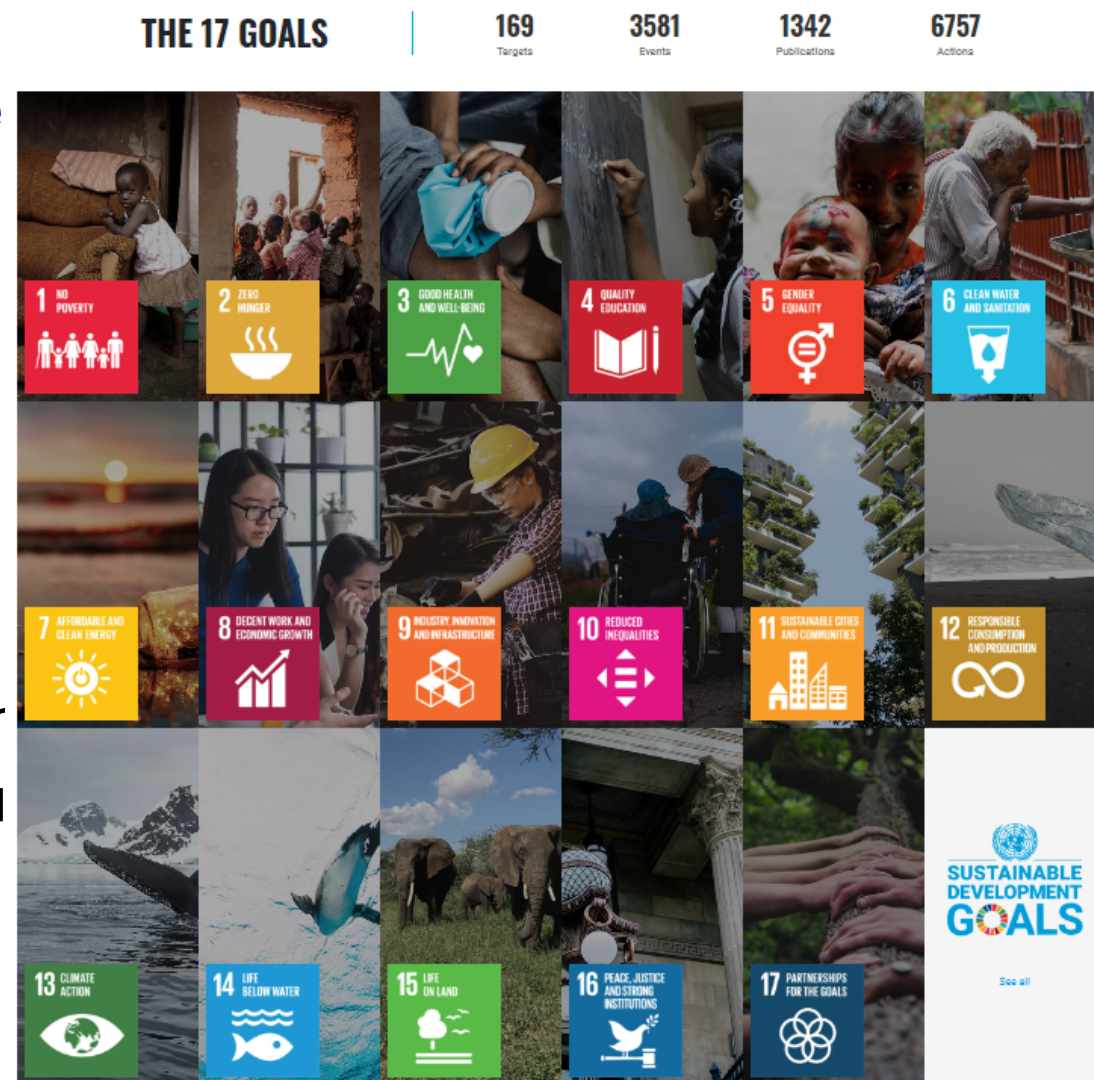 THE 17 GOALS
169
Targets
3581
Events
1342
Publications
6757
Actions
1 NO
POVERTY
2 ZERO
HUNGER
3 GOOD HEALTH
AND WELL-BEING
4 QUALITY
EDUCATION
5 GENDER
EQUALITY
6 CLEAN WATER
AND SANITATION
7 AFFORDABLE AND
CLEAN ENERGY
8 DECENT WORK AND
ECONOMIC GROWTH
9 INDUSTRY, INNOVATION
AND INFRASTRUCTURE
10 REDUCED
INEQUALITIES
11 SUSTAINABLE CITIES
AND COMMUNITIES
12 RESPONSIBLE
CONSUMPTION
AND PRODUCTION
13 CLIMATE
ACTION
14 LIFE
BELOW WATER
15 LIFE
ON LAND
16 PEACE, JUSTICE
AND STRONG
INSTITUTIONS
17 PARTNERSHIPS
FOR THE GOALS
SUSTAINABLE
DEVELOPMENT
GOALS
See all